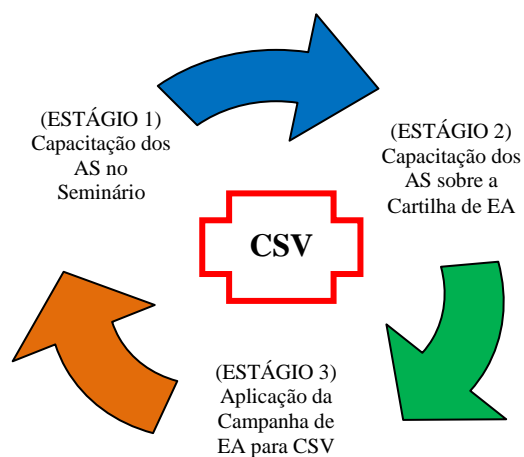 (ESTÁGIO 1)
Capacitação dos
AS no
Seminário
(ESTÁGIO 2)
Capacitação dos
AS sobre a
Cartilha de EA
CSV
(ESTÁGIO 3)
Aplicação da
Campanha de
EA para CSV